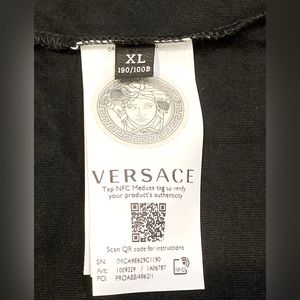 XL
190/100B
VERSACE
Tap NFC Medusa tag to verify
your product's authenticity
Scan QR code for instructions
SN:
Art: 1009329 / 1A06787
PO: